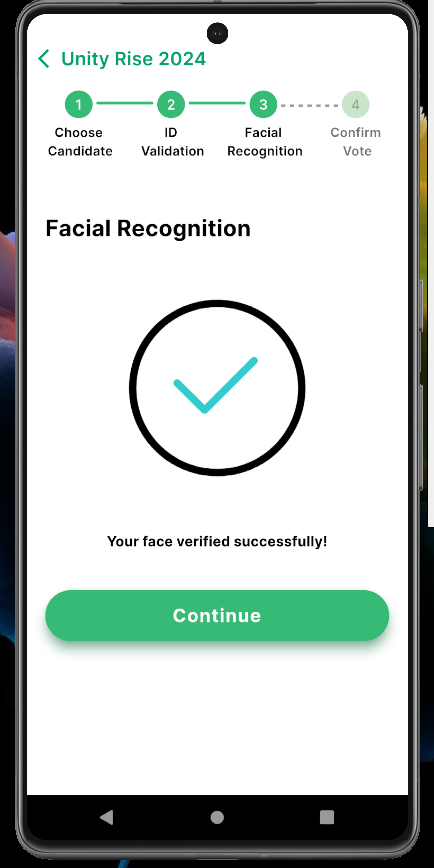 Unity Rise 2024
1 2 3 4
Choose ID Facial Confirm
Candidate Validation Recognition Vote
Facial Recognition
Your face verified successfully!
Continue